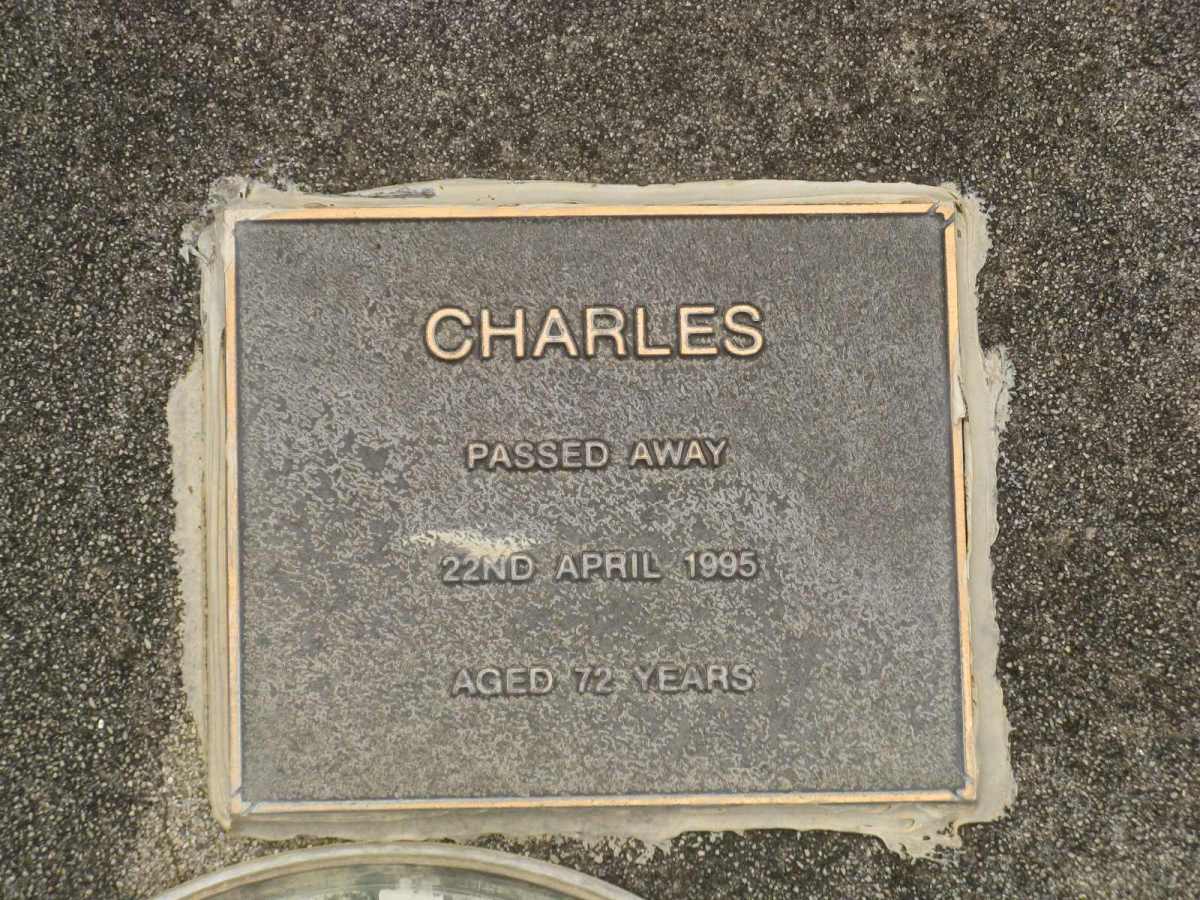 CHARLES
PASSED AWAY
22ND APRIL 1995
AGED 72 YEARS